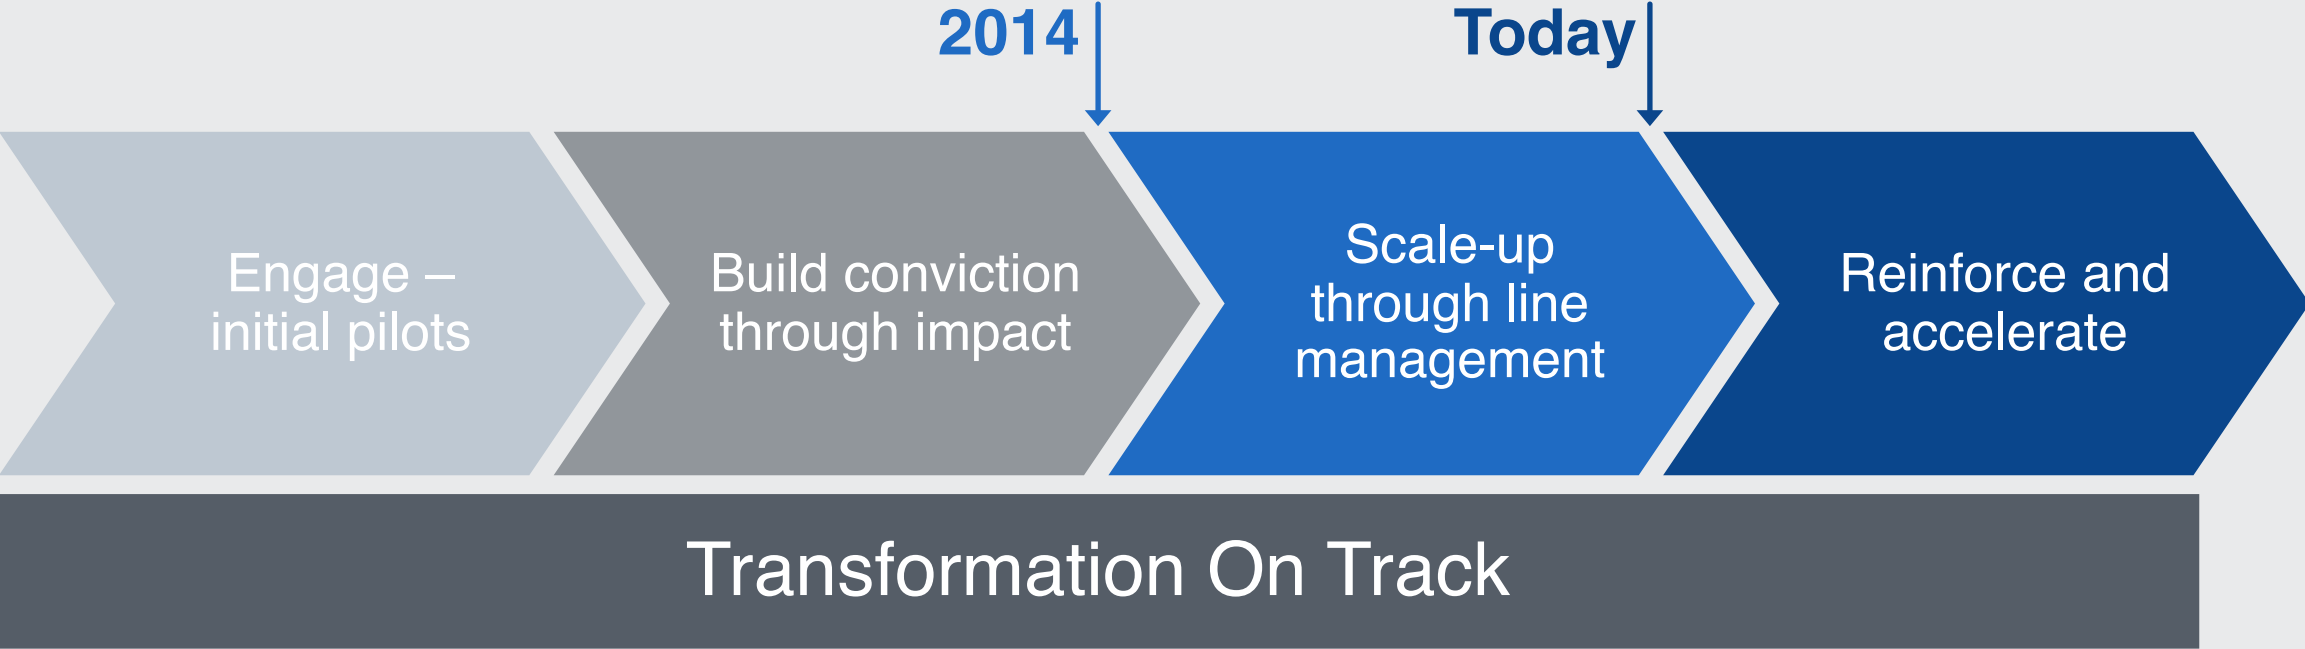 2014
Today
Engage –
initial pilots
Build conviction
through impact
Scale-up
through line
management
Reinforce and
accelerate
Transformation On Track